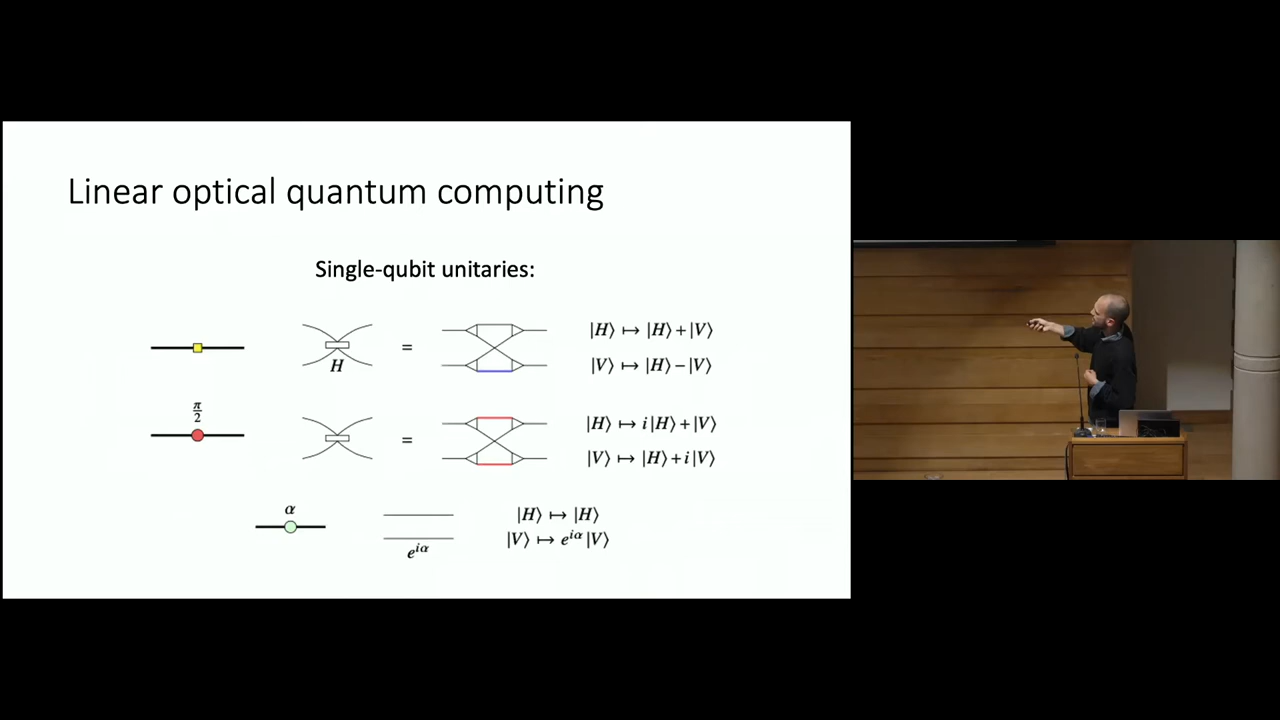 Linear optical quantum computing
Single-qubit unitaries:
H
=
|H⟩ ↦ |H⟩ + |V⟩
|V⟩ ↦ |H⟩ − |V⟩
π/2
=
|H⟩ ↦ i|H⟩ + |V⟩
|V⟩ ↦ |H⟩ + i|V⟩
α
e^{iα}
|H⟩ ↦ |H⟩
|V⟩ ↦ e^{iα}|V⟩